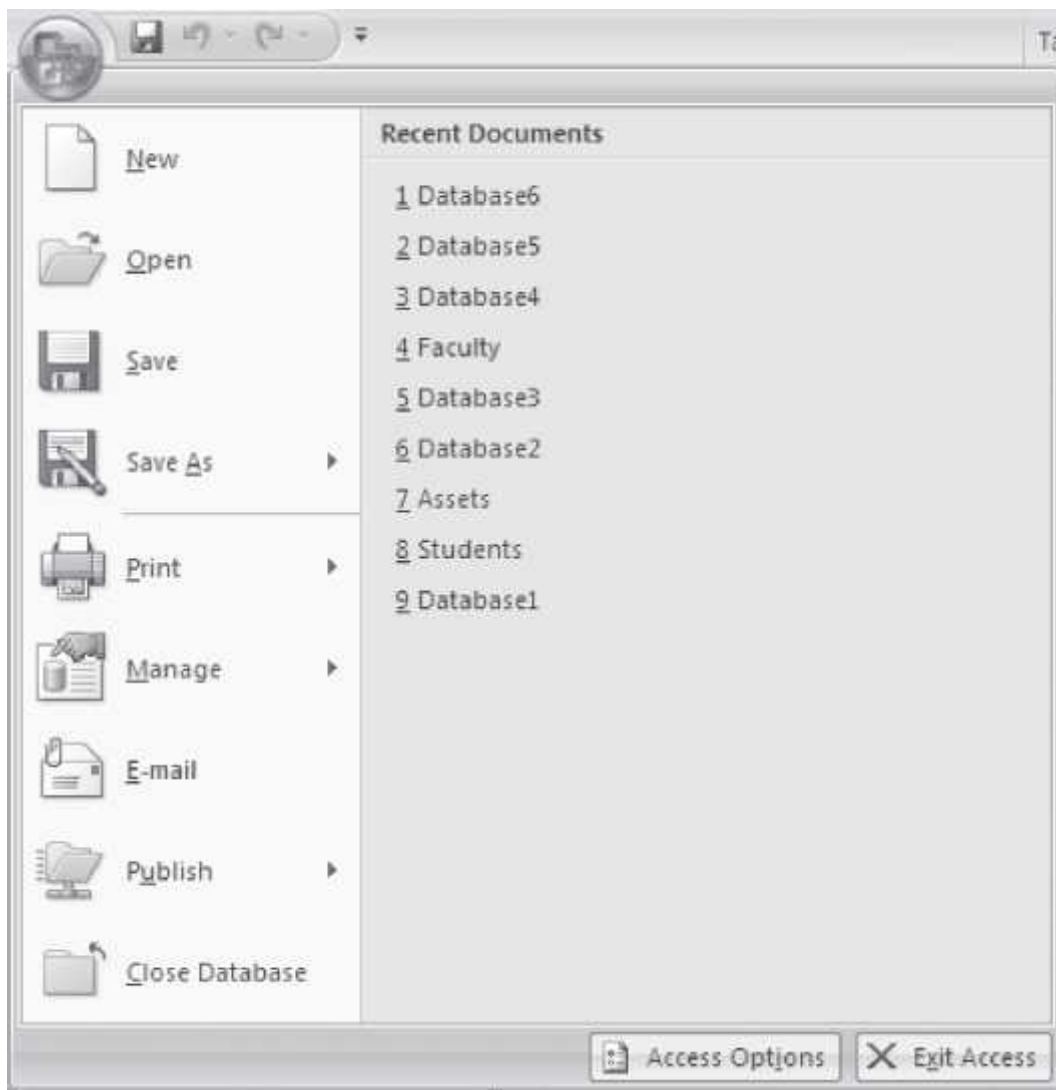 Ta
New
Open
Save
Save As
Print
Manage
E-mail
Publish
Close Database
Recent Documents
1 Database6
2 Database5
3 Database4
4 Faculty
5 Database3
6 Database2
7 Assets
8 Students
9 Database1
Access Options
Exit Access